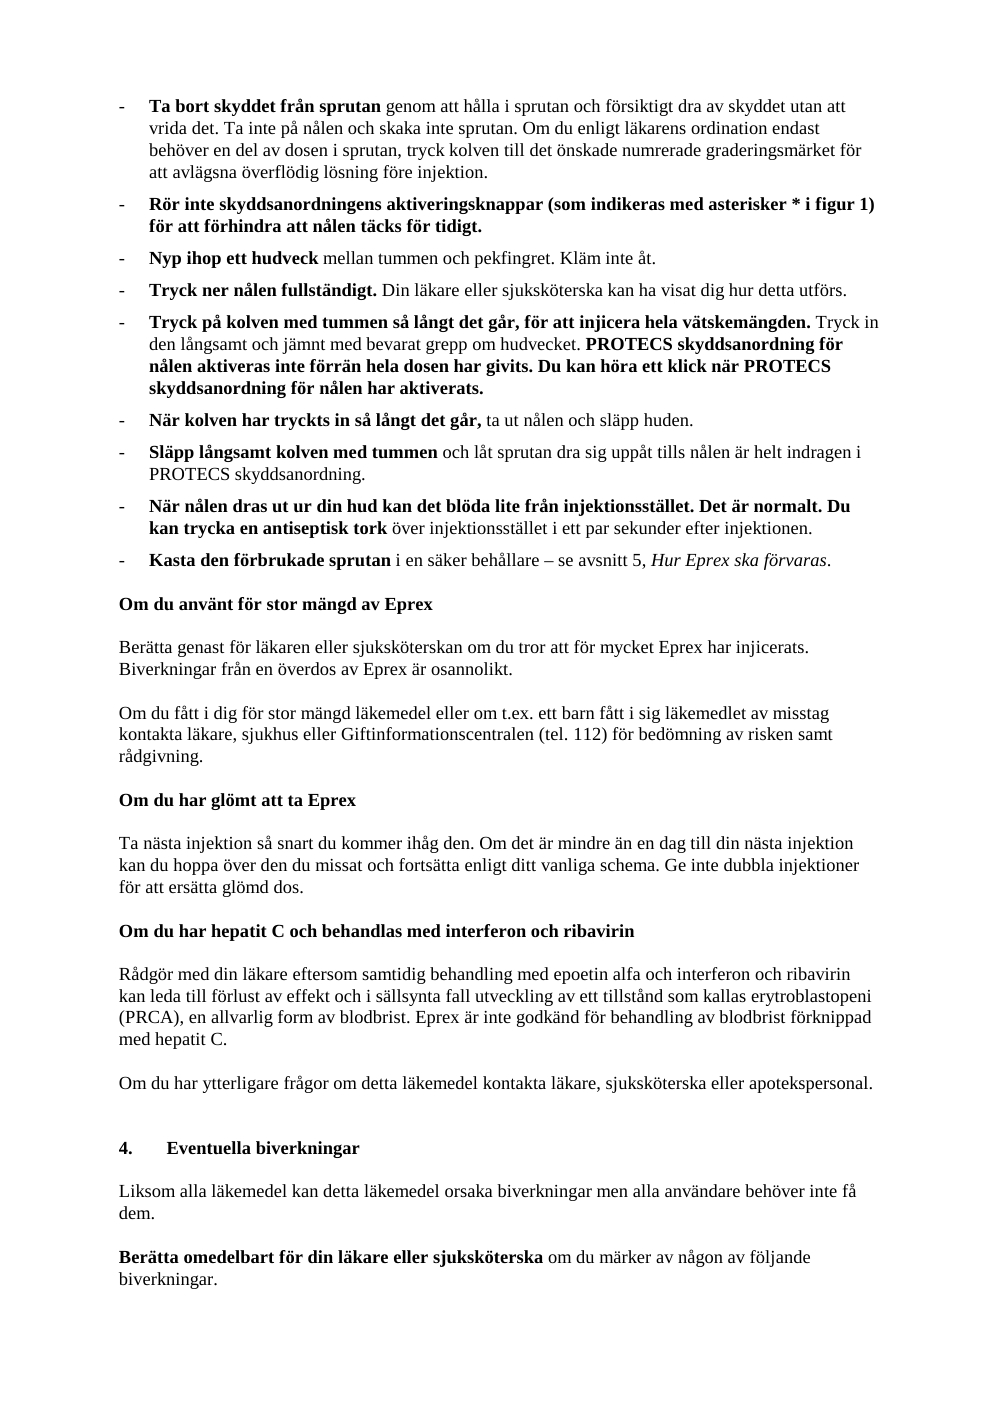 - Ta bort skyddet från sprutan genom att hålla i sprutan och försiktigt dra av skyddet utan att
vrida det. Ta inte på nålen och skaka inte sprutan. Om du enligt läkarens ordination endast
behöver en del av dosen i sprutan, tryck kolven till det önskade numrerade graderingsmärket för
att avlägsna överflödig lösning före injektion.
- Rör inte skyddsanordningens aktiveringsknappar (som indikeras med asterisker * i figur 1)
för att förhindra att nålen täcks för tidigt.
- Nyp ihop ett hudveck mellan tummen och pekfingret. Kläm inte åt.
- Tryck ner nålen fullständigt. Din läkare eller sjuksköterska kan ha visat dig hur detta utförs.
- Tryck på kolven med tummen så långt det går, för att injicera hela vätskemängden. Tryck in
den långsamt och jämnt med bevarat grepp om hudvecket. PROTECS skyddsanordning för
nålen aktiveras inte förrän hela dosen har givits. Du kan höra ett klick när PROTECS
skyddsanordning för nålen har aktiverats.
- När kolven har tryckts in så långt det går, ta ut nålen och släpp huden.
- Släpp långsamt kolven med tummen och låt sprutan dra sig uppåt tills nålen är helt indragen i
PROTECS skyddsanordning.
- När nålen dras ut ur din hud kan det blöda lite från injektionsstället. Det är normalt. Du
kan trycka en antiseptisk tork över injektionsstället i ett par sekunder efter injektionen.
- Kasta den förbrukade sprutan i en säker behållare – se avsnitt 5, Hur Eprex ska förvaras.
Om du använt för stor mängd av Eprex
Berätta genast för läkaren eller sjuksköterskan om du tror att för mycket Eprex har injicerats.
Biverkningar från en överdos av Eprex är osannolikt.
Om du fått i dig för stor mängd läkemedel eller om t.ex. ett barn fått i sig läkemedlet av misstag
kontakta läkare, sjukhus eller Giftinformationscentralen (tel. 112) för bedömning av risken samt
rådgivning.
Om du har glömt att ta Eprex
Ta nästa injektion så snart du kommer ihåg den. Om det är mindre än en dag till din nästa injektion
kan du hoppa över den du missat och fortsätta enligt ditt vanliga schema. Ge inte dubbla injektioner
för att ersätta glömd dos.
Om du har hepatit C och behandlas med interferon och ribavirin
Rådgör med din läkare eftersom samtidig behandling med epoetin alfa och interferon och ribavirin
kan leda till förlust av effekt och i sällsynta fall utveckling av ett tillstånd som kallas erytroblastopeni
(PRCA), en allvarlig form av blodbrist. Eprex är inte godkänd för behandling av blodbrist förknippad
med hepatit C.
Om du har ytterligare frågor om detta läkemedel kontakta läkare, sjuksköterska eller apotekspersonal.
4. Eventuella biverkningar
Liksom alla läkemedel kan detta läkemedel orsaka biverkningar men alla användare behöver inte få
dem.
Berätta omedelbart för din läkare eller sjuksköterska om du märker av någon av följande
biverkningar.